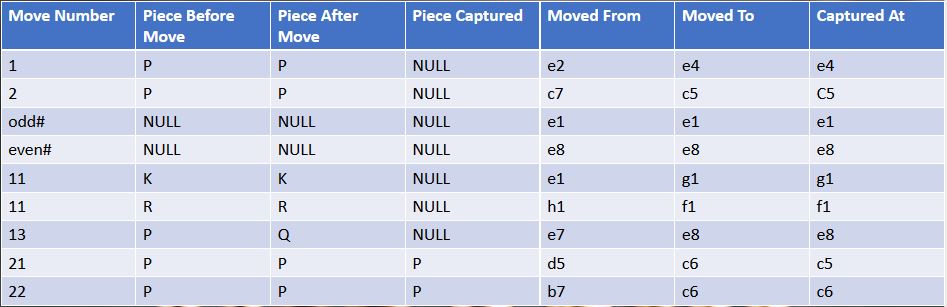 Move Number Piece Before Move Piece After Move Piece Captured Moved From Moved To Captured At
1 P P NULL e2 e4 e4
2 P P NULL c7 c5 C5
odd# NULL NULL NULL e1 e1 e1
even# NULL NULL NULL e8 e8 e8
11 K K NULL e1 g1 g1
11 R R NULL h1 f1 f1
13 P Q NULL e7 e8 e8
21 P P P d5 c6 c5
22 P P P b7 c6 c6